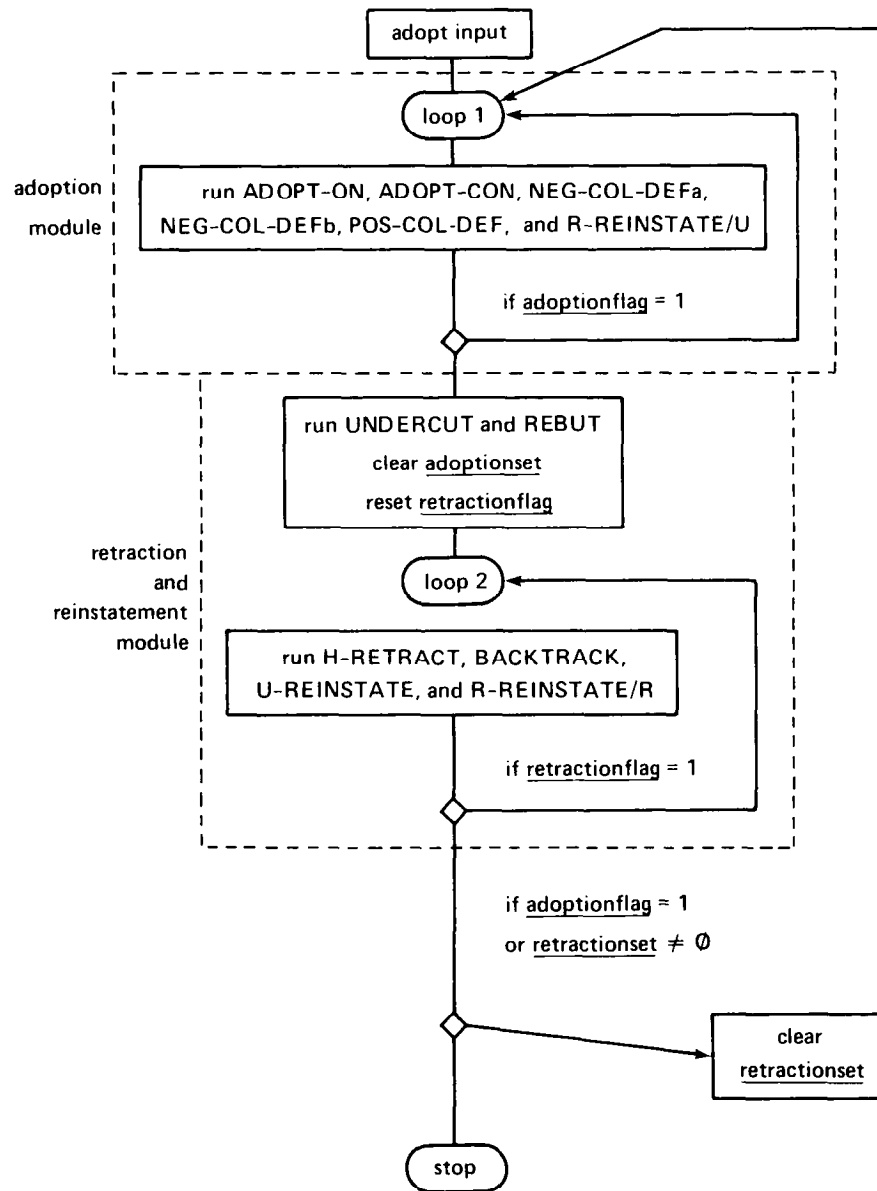 adopt input
loop 1
adoption
module
run ADOPT-ON, ADOPT-CON, NEG-COL-DEFa,
NEG-COL-DEFb, POS-COL-DEF, and R-REINSTATE/U
if adoptionflag = 1
run UNDERCUT and REBUT
clear adoptionset
reset retractionflag
retraction
and
reinstatement
module
loop 2
run H-RETRACT, BACKTRACK,
U-REINSTATE, and R-REINSTATE/R
if retractionflag = 1
if adoptionflag = 1
or retractionset ≠ Ø
clear
retractionset
stop